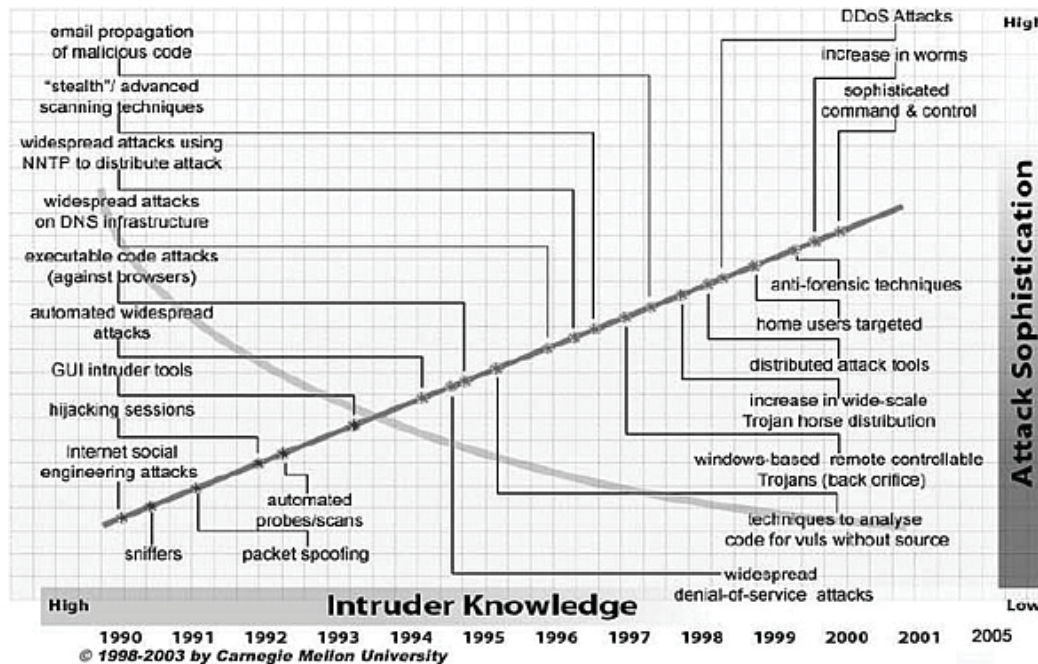 email propagation
of malicious code
"stealth"/ advanced
scanning techniques
widespread attacks using
NNTP to distribute attack
widespread attacks
on DNS infrastructure
executable code attacks
(against browsers)
automated widespread
attacks
GUI intruder tools
hijacking sessions
Internet social
engineering attacks
sniffers
automated
probes/scans
packet spoofing
DDoS Attacks
increase in worms
sophisticated
command & control
anti-forensic techniques
home users targeted
distributed attack tools
increase in wide-scale
Trojan horse distribution
windows-based remote controllable
Trojans (back orifice)
techniques to analyse
code for vuls without source
widespread
denial-of-service attacks
High
Attack Sophistication
Low
High
Intruder Knowledge
1990 1991 1992 1993 1994 1995 1996 1997 1998 1999 2000 2001 2005
© 1998-2003 by Carnegie Mellon University